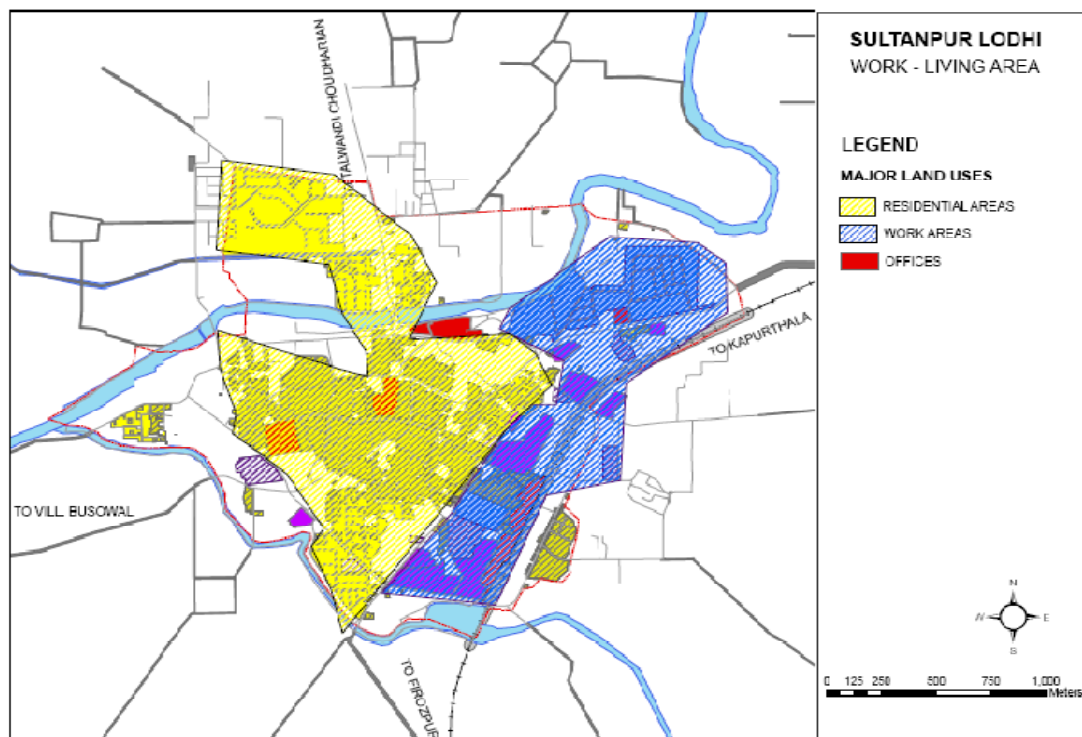 SULTANPUR LODHI
WORK - LIVING AREA
LEGEND
MAJOR LAND USES
RESIDENTIAL AREAS
WORK AREAS
OFFICES
TALWANDI CHOUDHARIAN
TO KAPURTHALA
TO VILL. BUSOWAL
TO FIROZPUR
N
W E
S
0 125 250 500 750 1,000
Meters